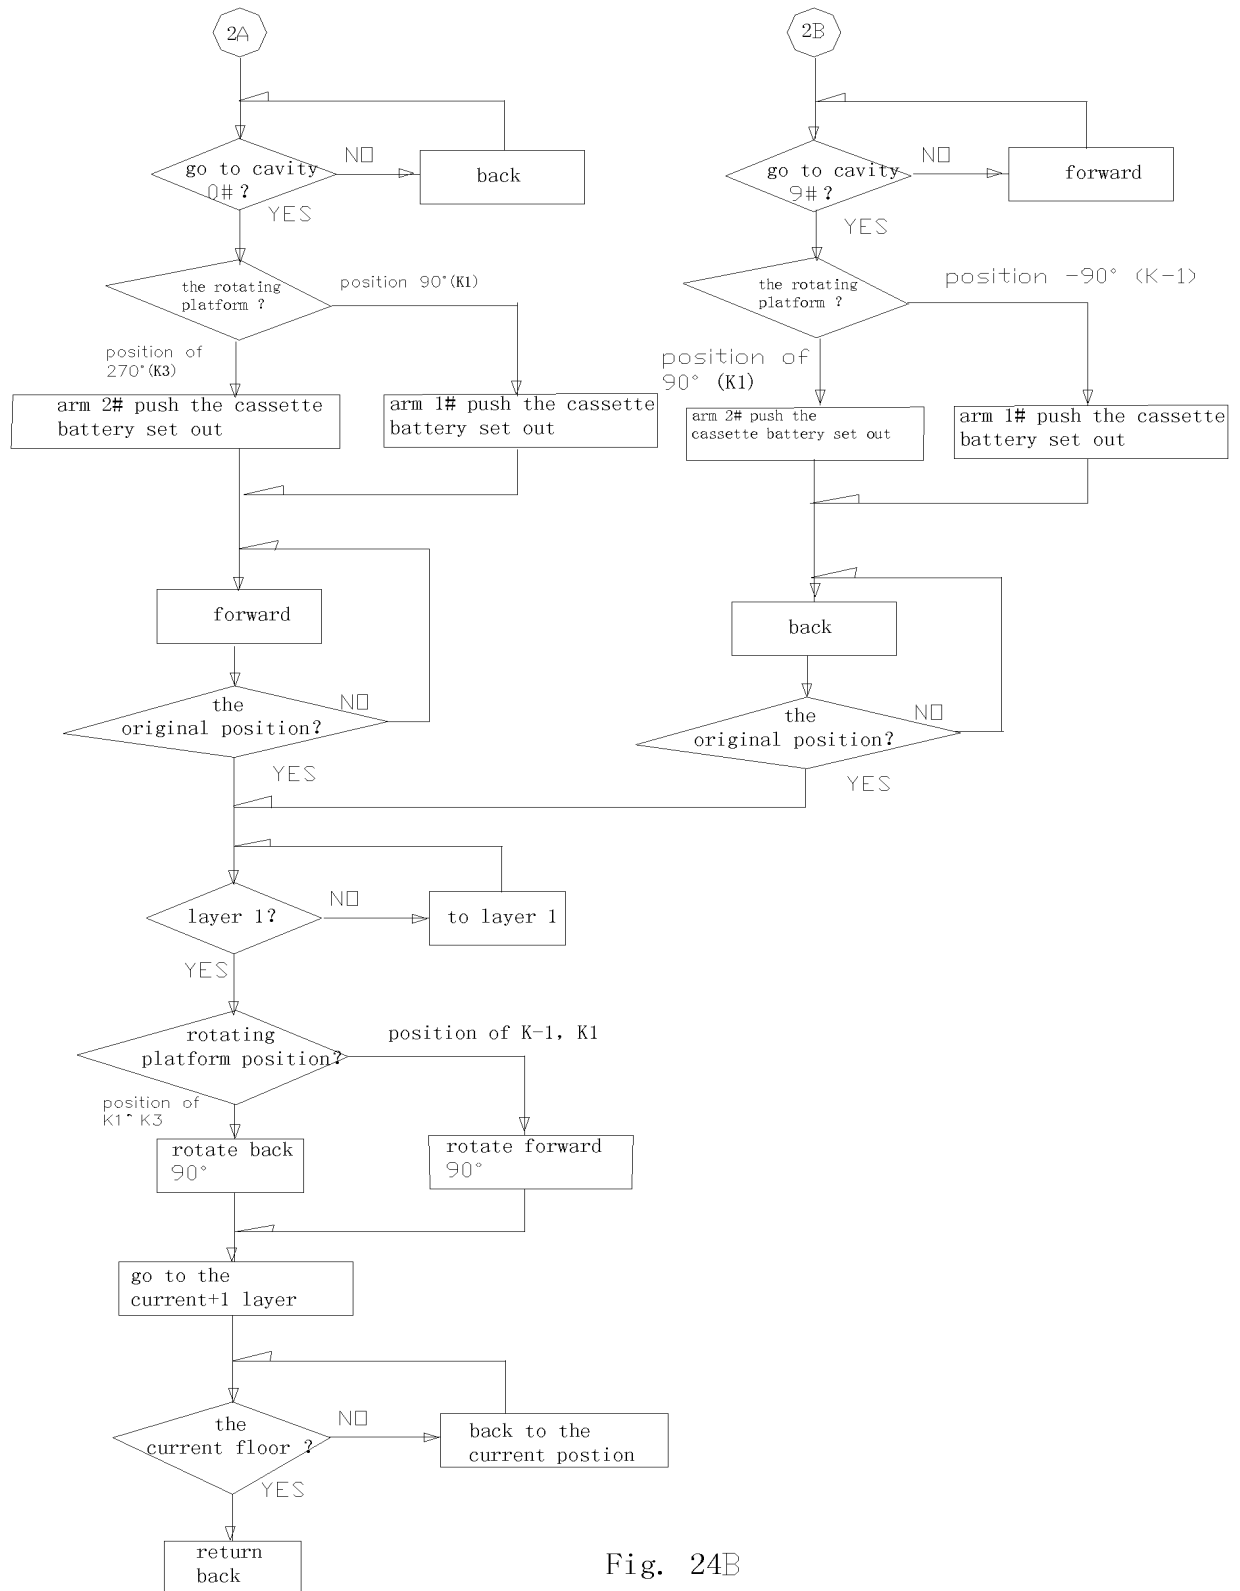 2A
2B
go to cavity
0#?
NO
back
YES
go to cavity
9#?
NO
forward
YES
the rotating
platform ?
position 90°(K1)
position of
270°(K3)
the rotating
platform ?
position -90° (K-1)
position of
90° (K1)
arm 2# push the cassette
battery set out
arm 1# push the cassette
battery set out
arm 2# push the
cassette battery set out
arm 1# push the cassette
battery set out
forward
back
the
original position?
NO
YES
the
original position?
NO
YES
layer 1?
NO
to layer 1
YES
rotating
platform position?
position of K-1, K1
position of
K1~K3
rotate back
90°
rotate forward
90°
go to the
current+1 layer
the
current floor ?
NO
back to the
current postion
YES
return
back
Fig. 24B